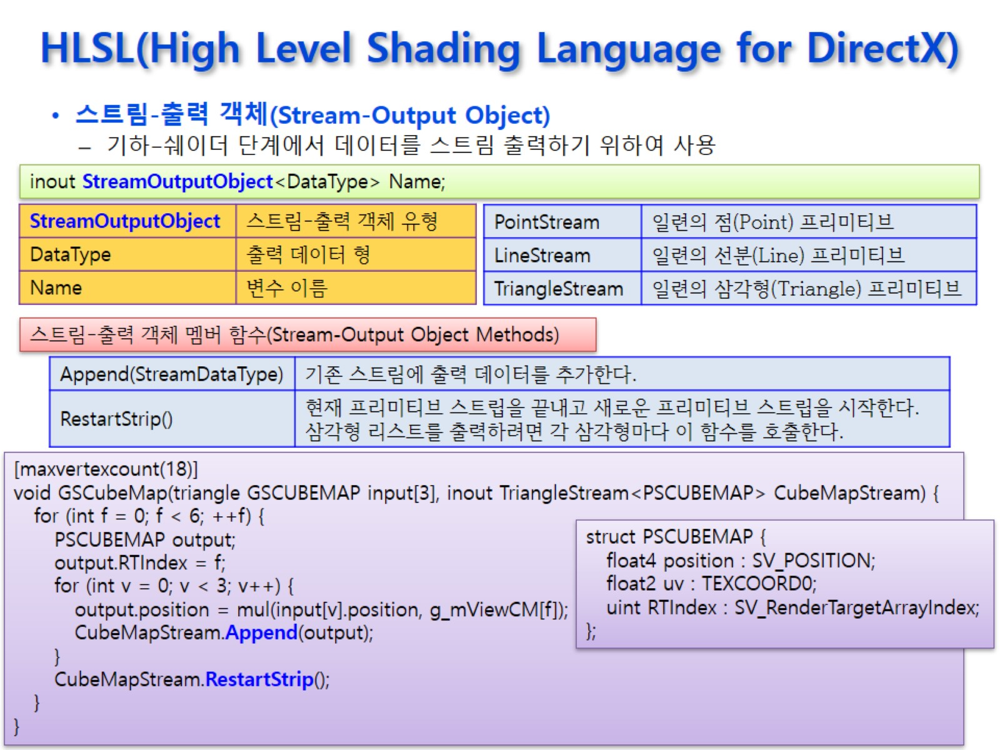 HLSL(High Level Shading Language for DirectX)
• 스트림-출력 객체(Stream-Output Object)
– 기하-쉐이더 단계에서 데이터를 스트림 출력하기 위하여 사용
inout StreamOutputObject<DataType> Name;
StreamOutputObject 스트림-출력 객체 유형
DataType 출력 데이터 형
Name 변수 이름
PointStream 일련의 점(Point) 프리미티브
LineStream 일련의 선분(Line) 프리미티브
TriangleStream 일련의 삼각형(Triangle) 프리미티브
스트림-출력 객체 멤버 함수(Stream-Output Object Methods)
Append(StreamDataType) 기존 스트림에 출력 데이터를 추가한다.
RestartStrip() 현재 프리미티브 스트립을 끝내고 새로운 프리미티브 스트립을 시작한다.
삼각형 리스트를 출력하려면 각 삼각형마다 이 함수를 호출한다.
[maxvertexcount(18)]
void GSCubeMap(triangle GSCUBEMAP input[3], inout TriangleStream<PSCUBEMAP> CubeMapStream) {
for (int f = 0; f < 6; ++f) {
PSCUBEMAP output;
output.RTIndex = f;
for (int v = 0; v < 3; v++) {
output.position = mul(input[v].position, g_mViewCM[f]);
CubeMapStream.Append(output);
}
CubeMapStream.RestartStrip();
}
}
struct PSCUBEMAP {
float4 position : SV_POSITION;
float2 uv : TEXCOORD0;
uint RTIndex : SV_RenderTargetArrayIndex;
};